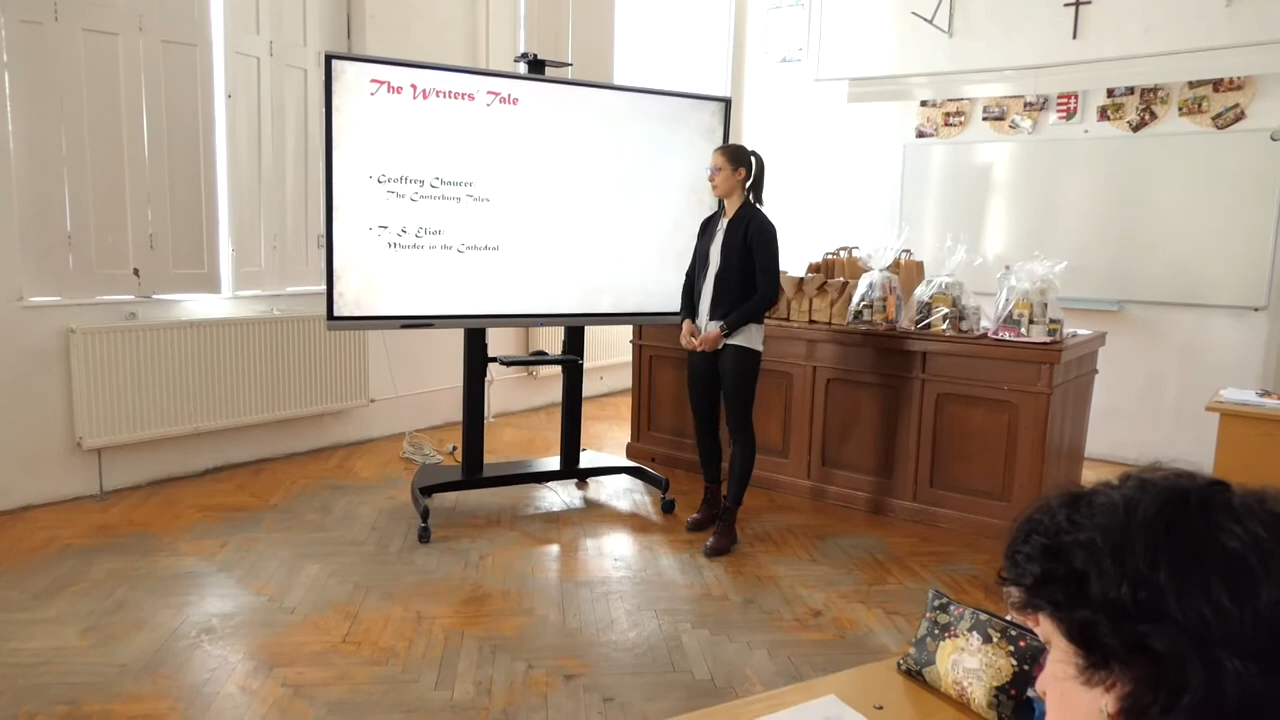 The Writers' Tale
• Geoffrey Chaucer
The Canterbury Tales
• T. S. Eliot:
Murder in the Cathedral